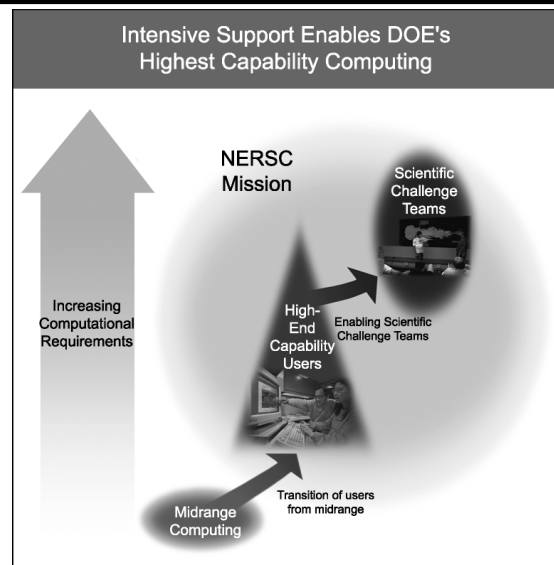 Intensive Support Enables DOE's
Highest Capability Computing
NERSC
Mission
Scientific
Challenge
Teams
Increasing
Computational
Requirements
High-
End
Capability
Users
Enabling Scientific
Challenge Teams
Midrange
Computing
Transition of users
from midrange